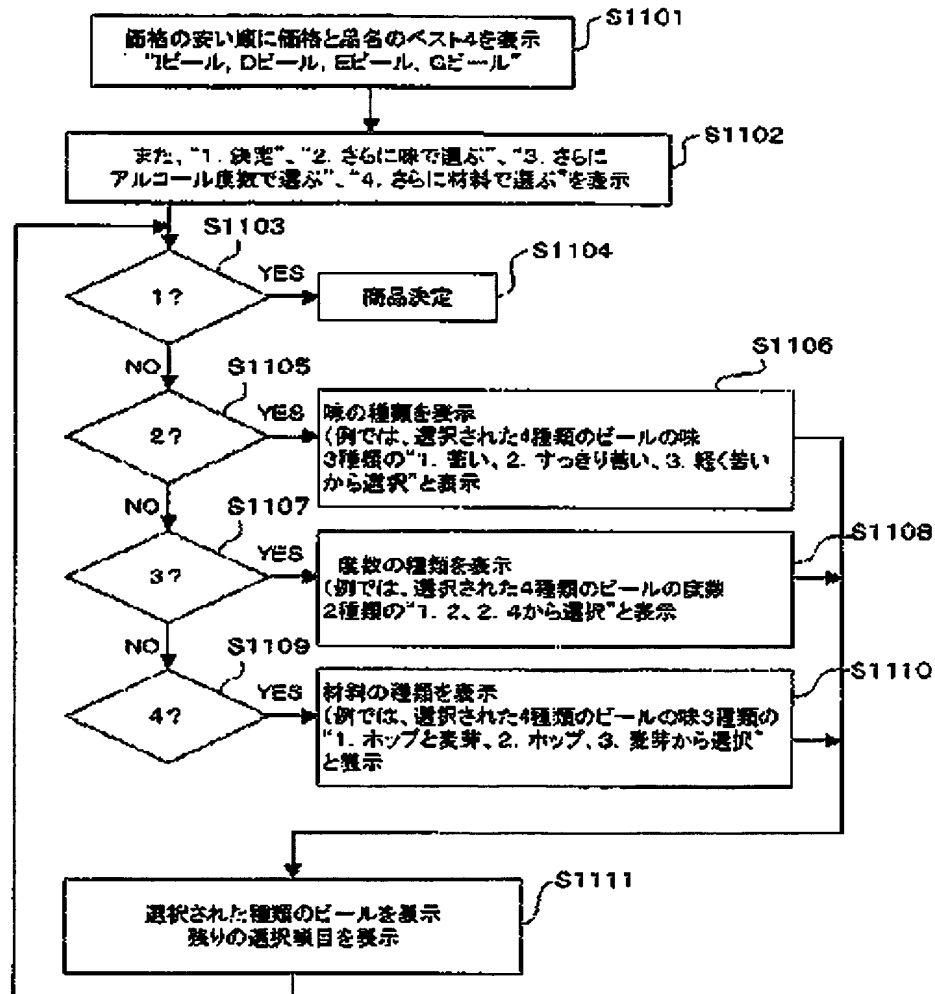 S1101
価格の安い順に価格と品名のベスト4を表示
"Iビール, Dビール, Eビール、Gビール"
S1102
また、"1. 決定"、"2. さらに味で選ぶ"、"3. さらに
アルコール度数で選ぶ"、"4. さらに材料で選ぶ"を表示
S1103
1?
YES
S1104
商品決定
NO
S1105
2?
YES
S1106
味の種類を表示
(例では、選択された4種類のビールの味
3種類の"1. 苦い、2. すっきり苦い、3. 軽く苦い
から選択"と表示
NO
S1107
3?
YES
S1108
度数の種類を表示
(例では、選択された4種類のビールの度数
2種類の"1. 2、2. 4から選択"と表示
NO
S1109
4?
YES
S1110
材料の種類を表示
(例では、選択された4種類のビールの味3種類の
"1. ホップと麦芽、2. ホップ、3. 麦芽から選択"
と表示
S1111
選択された種類のビールを表示
残りの選択項目を表示